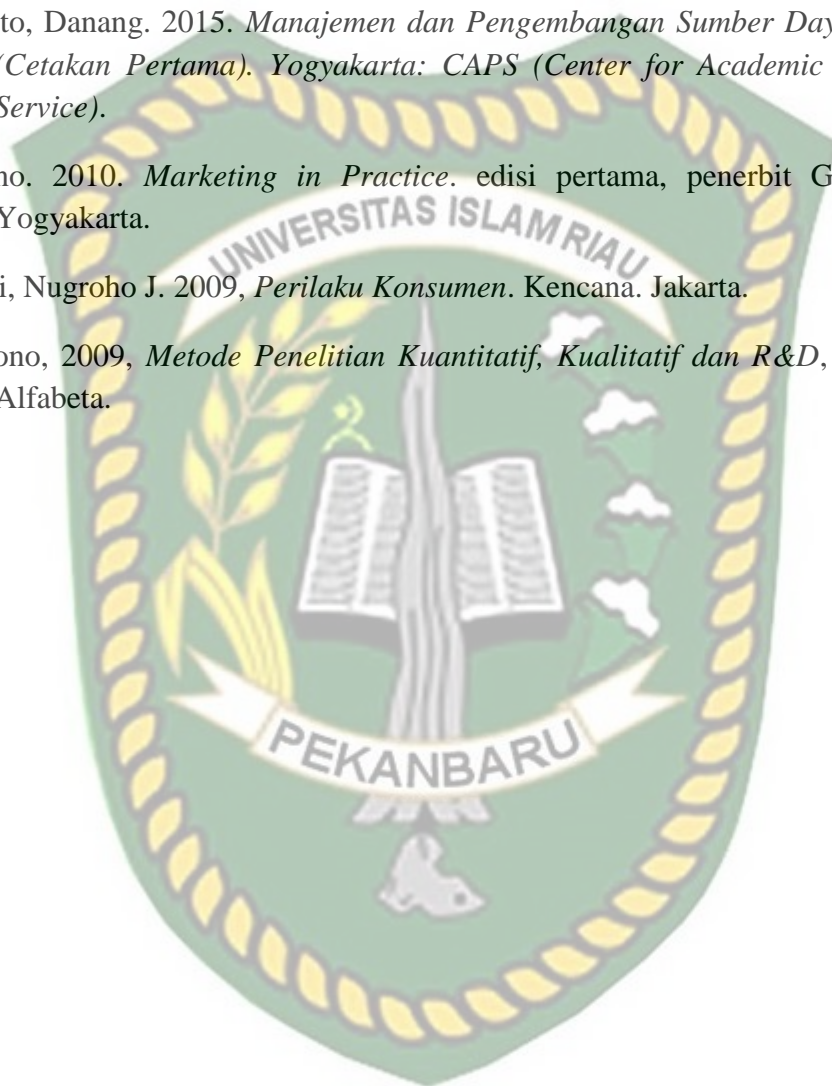 to, Danang. 2015. Manajemen dan Pengembangan Sumber Day
(Cetakan Pertama). Yogyakarta: CAPS (Center for Academic
Service).
no. 2010. Marketing in Practice. edisi pertama, penerbit G
Yogyakarta.
UNIVERSITAS ISLAM RIAU
i, Nugroho J. 2009, Perilaku Konsumen. Kencana. Jakarta.
ono, 2009, Metode Penelitian Kuantitatif, Kualitatif dan R&D,
Alfabeta.
PEKANBARU